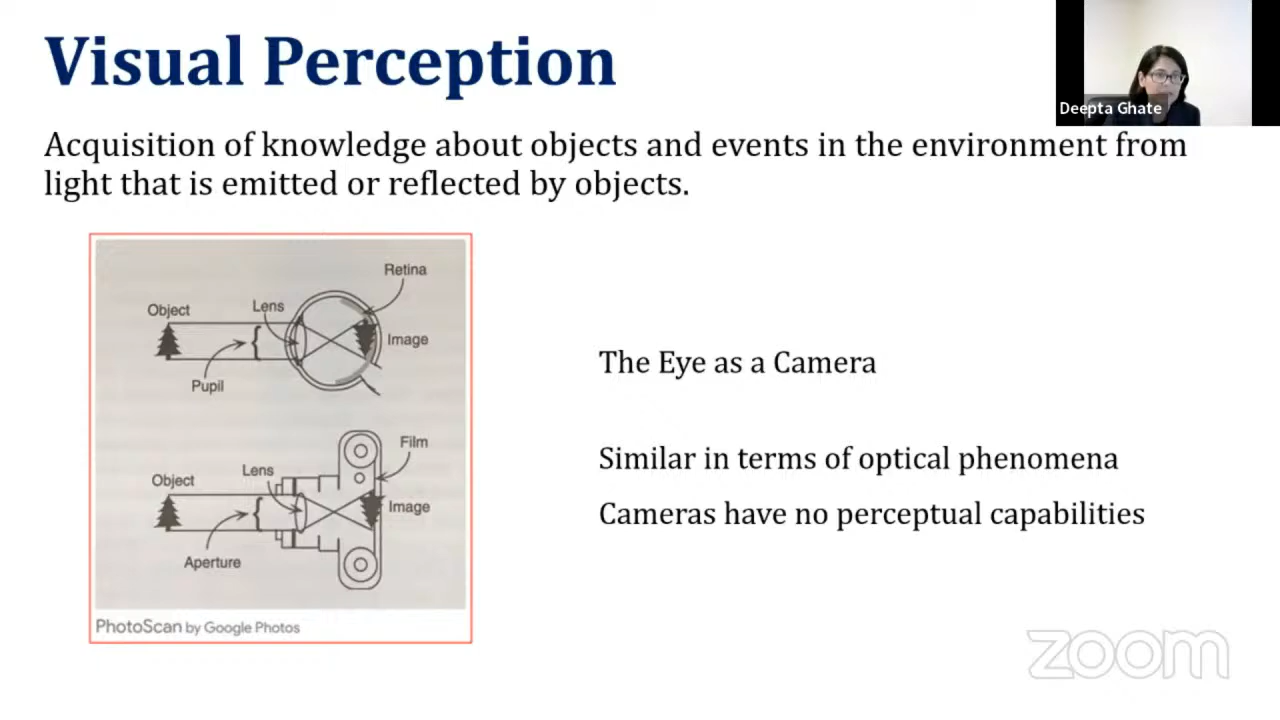 Visual Perception
Deepta Ghate
Acquisition of knowledge about objects and events in the environment from
light that is emitted or reflected by objects.
Retina
Object
Lens
Image
Pupil
Film
Lens
Object
Image
Aperture
PhotoScan by Google Photos
The Eye as a Camera
Similar in terms of optical phenomena
Cameras have no perceptual capabilities
zoom